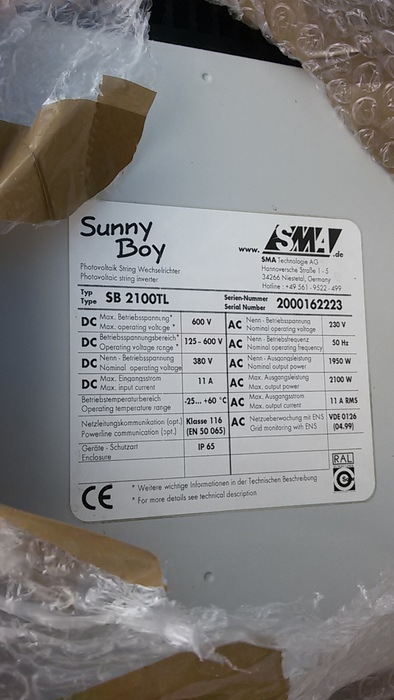 Sunny
Boy
Photovoltaik String Wechselrichter
Photovoltaic string inverter
www. SMA .de
SMA Technologie AG
Hannoversche Straße 1 - 5
34266 Niestetal, Germany
Hotline: +49 561 - 9522 - 499
Typ
Type SB 2100TL
Serien-Nummer
Serial Number 2000162223
DC Max. Betriebsspannung*
Max. operating voltage* 600 V
AC Nenn - Betriebsspannung
Nominal operating voltage 230 V
DC Betriebsspannungsbereich*
Operating voltage range * 125 - 600 V
AC Nenn - Betriebsfrequenz
Nominal operating frequency 50 Hz
DC Nenn - Betriebsspannung
Nominal operating voltage 380 V
AC Nenn - Ausgangsleistung
Nominal output power 1950 W
DC Max. Eingangsstrom
Max. input current 11 A
AC Max. Ausgangsleistung
Max. output power 2100 W
Betriebstemperaturbereich
Operating temperature range -25... +60 °C
AC Max. Ausgangsstrom
Max. output current 11 A RMS
Netzleitungskommunikation (opt.)
Powerline communication (opt.) Klasse 116
(EN 50 065)
AC Netzueberwachung mit ENS
Grid monitoring with ENS VDE 0126
(04.99)
Geräte - Schutzart
Enclosure IP 65
RAL
CE
* Weitere wichtige Informationen in der Technischen Beschreibung
* For more details see technical description